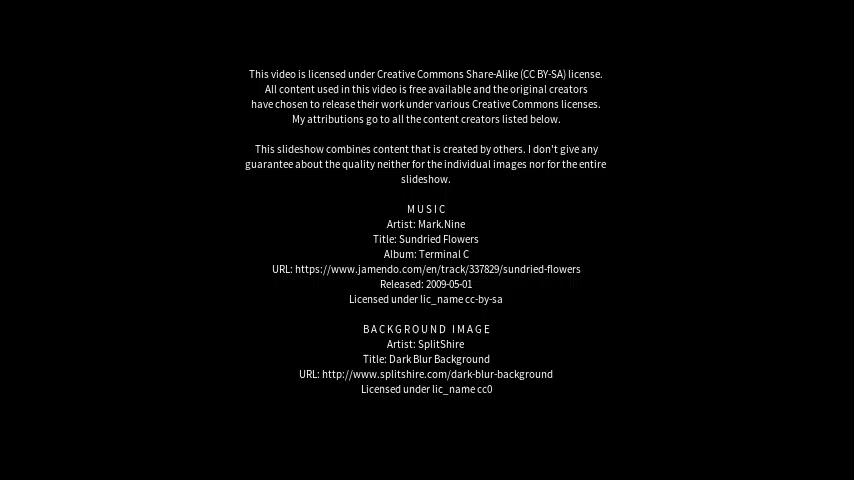 This video is licensed under Creative Commons Share-Alike (CC BY-SA) license.
All content used in this video is free available and the original creators
have chosen to release their work under various Creative Commons licenses.
My attributions go to all the content creators listed below.
This slideshow combines content that is created by others. I don't give any
guarantee about the quality neither for the individual images nor for the entire
slideshow.
MUSIC
Artist: Mark.Nine
Title: Sundried Flowers
Album: Terminal C
URL: https://www.jamendo.com/en/track/337829/sundried-flowers
Released: 2009-05-01
Licensed under lic_name cc-by-sa
BACKGROUND IMAGE
Artist: SplitShire
Title: Dark Blur Background
URL: http://www.splitshire.com/dark-blur-background
Licensed under lic_name cc0